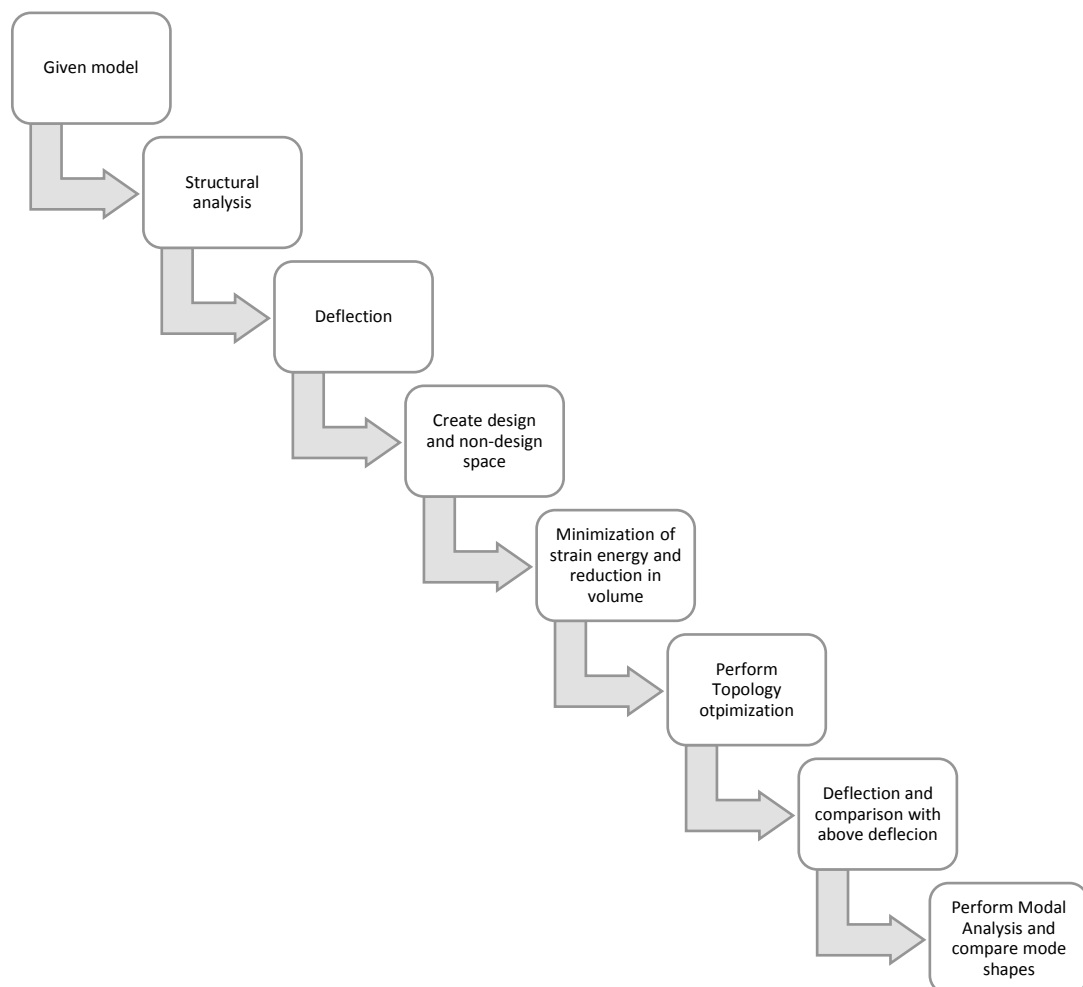 Given model
Structural
analysis
Deflection
Create design
and non-design
space
Minimization of
strain energy and
reduction in
volume
Perform
Topology
otpimization
Deflection and
comparison with
above deflecion
Perform Modal
Analysis and
compare mode
shapes